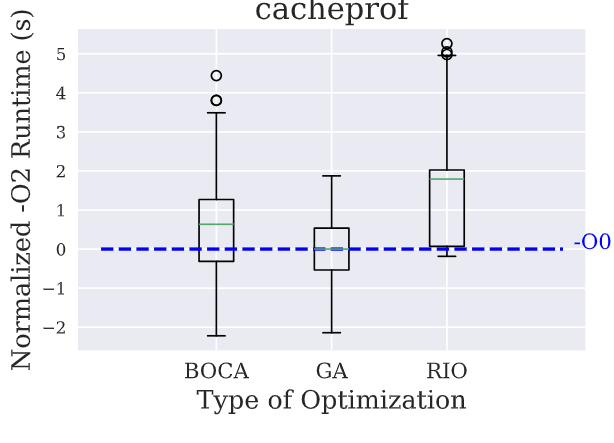 cacheprof
Normalized -O2 Runtime (s)
5
4
3
2
1
0
−1
−2
-O0
BOCA GA RIO
Type of Optimization